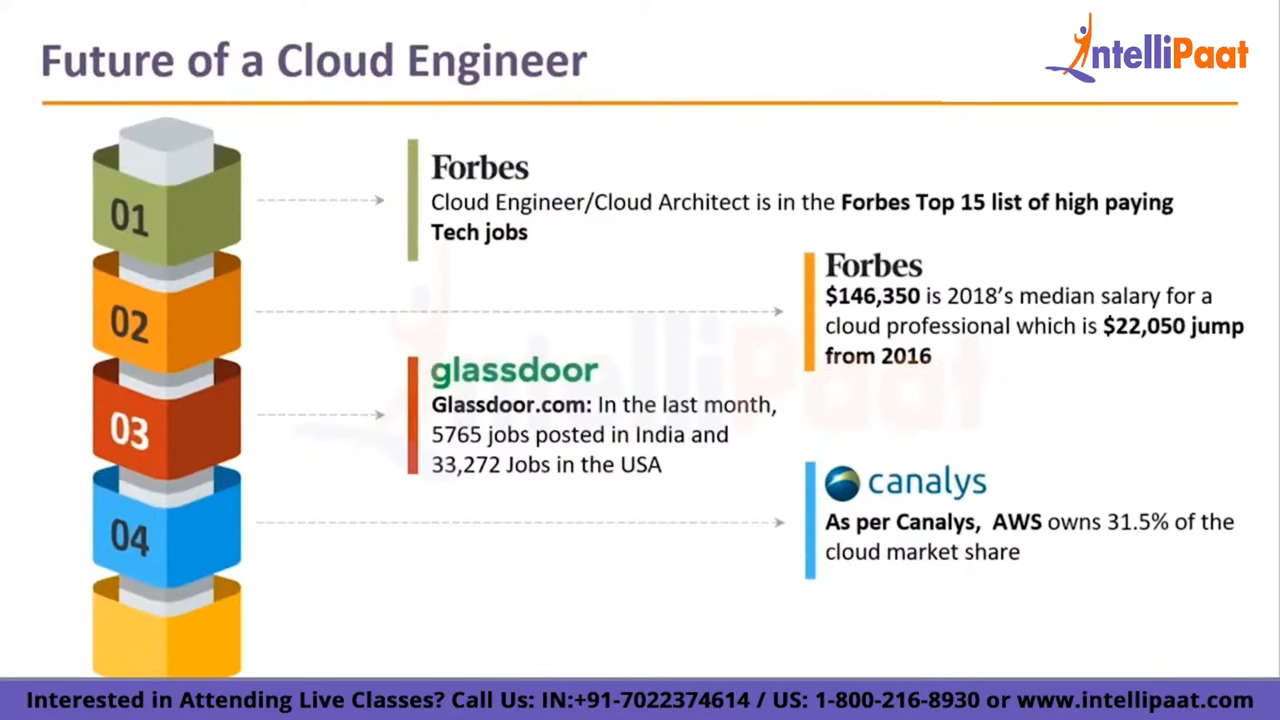 Future of a Cloud Engineer
IntelliPaat
01
Forbes
Cloud Engineer/Cloud Architect is in the Forbes Top 15 list of high paying
Tech jobs
02
Forbes
$146,350 is 2018’s median salary for a
cloud professional which is $22,050 jump
from 2016
03
glassdoor
Glassdoor.com: In the last month,
5765 jobs posted in India and
33,272 Jobs in the USA
04
canalys
As per Canalys, AWS owns 31.5% of the
cloud market share
IntelliPaat
Interested in Attending Live Classes? Call Us: IN:+91-7022374614 / US: 1-800-216-8930 or www.intellipaat.com